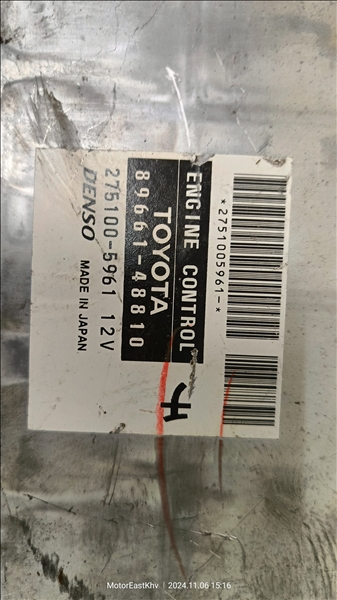 *2751005961-*
ENGINE CONTROL
TOYOTA
89661-48810
275100-5961 12V
DENSO MADE IN JAPAN
MotorEastKhv | 2024.11.06 15:16